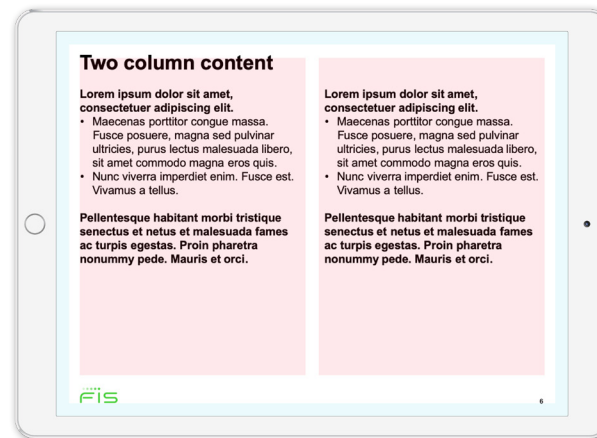 Two column content
Lorem ipsum dolor sit amet,
consectetuer adipiscing elit.
• Maecenas porttitor congue massa.
Fusce posuere, magna sed pulvinar
ultricies, purus lectus malesuada libero,
sit amet commodo magna eros quis.
• Nunc viverra imperdiet enim. Fusce est.
Vivamus a tellus.
Pellentesque habitant morbi tristique
senectus et netus et malesuada fames
ac turpis egestas. Proin pharetra
nonummy pede. Mauris et orci.
Lorem ipsum dolor sit amet,
consectetuer adipiscing elit.
• Maecenas porttitor congue massa.
Fusce posuere, magna sed pulvinar
ultricies, purus lectus malesuada libero,
sit amet commodo magna eros quis.
• Nunc viverra imperdiet enim. Fusce est.
Vivamus a tellus.
Pellentesque habitant morbi tristique
senectus et netus et malesuada fames
ac turpis egestas. Proin pharetra
nonummy pede. Mauris et orci.
FIS
6